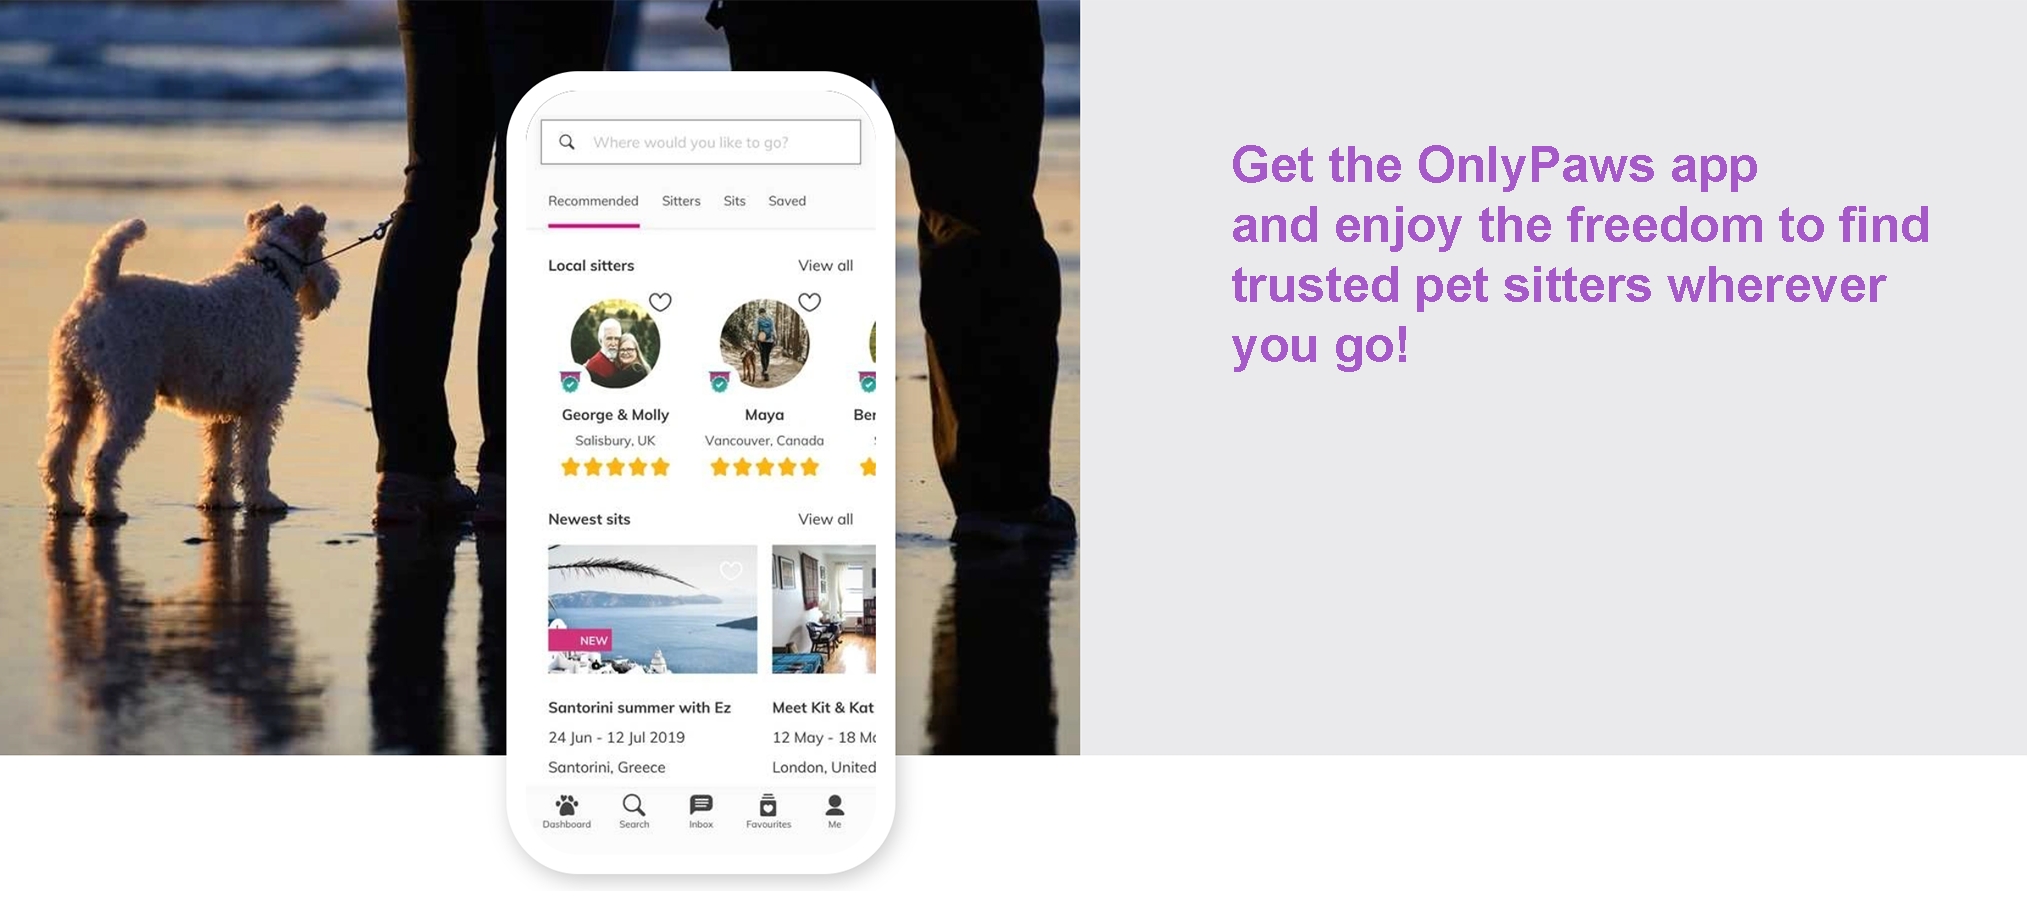 Where would you like to go?
Recommended Sitters Sits Saved
Local sitters View all
George & Molly Maya Ber
Salisbury, UK Vancouver, Canada
Newest sits View all
NEW
Santorini summer with Ez Meet Kit & Kat
24 Jun - 12 Jul 2019 12 May - 18 Ma
Santorini, Greece London, United
Dashboard Search Inbox Favourites Me
Get the OnlyPaws app
and enjoy the freedom to find
trusted pet sitters wherever
you go!